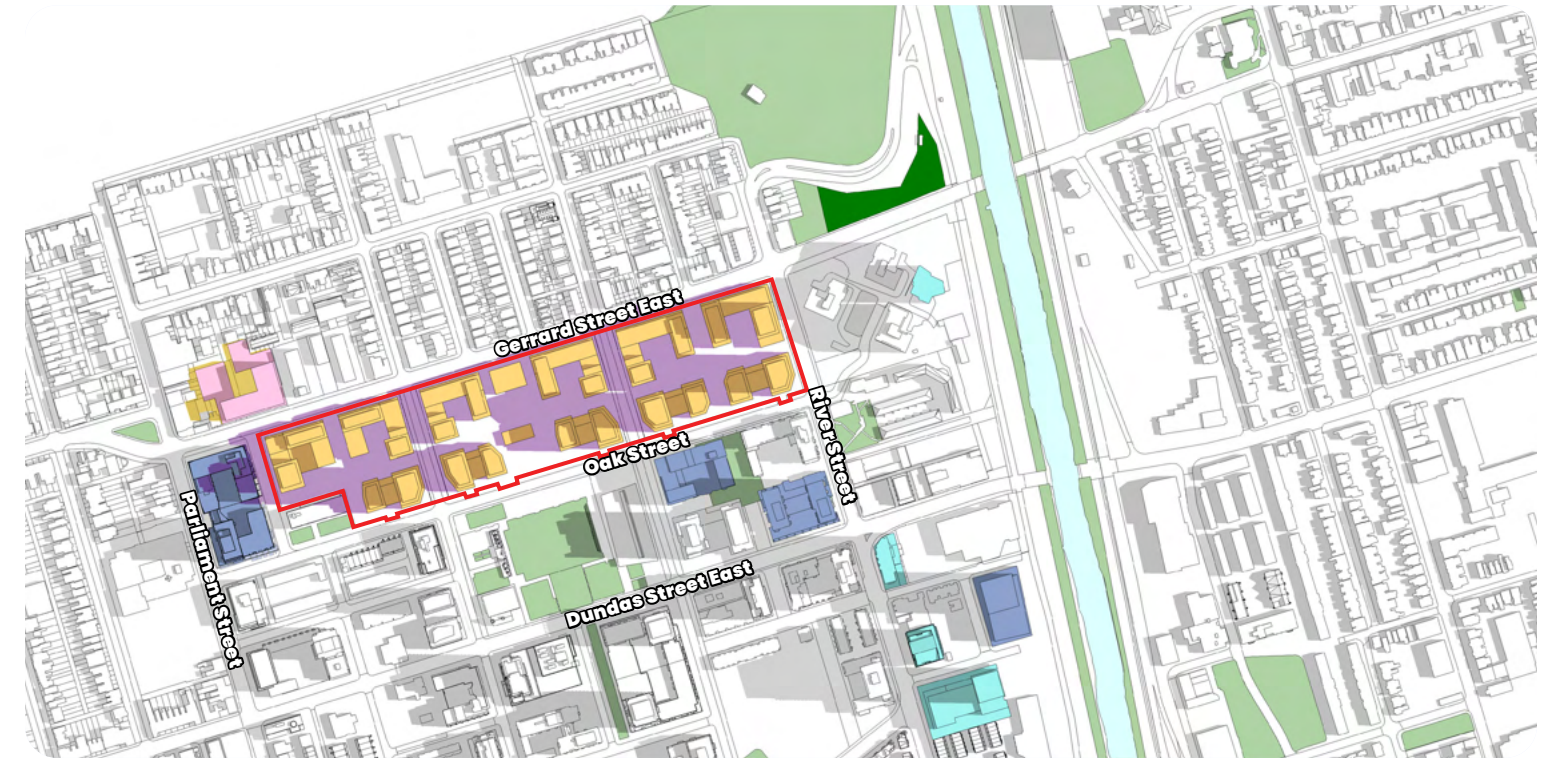 Gerrard Street East
River Street
Oak Street
Parliament Street
Dundas Street East